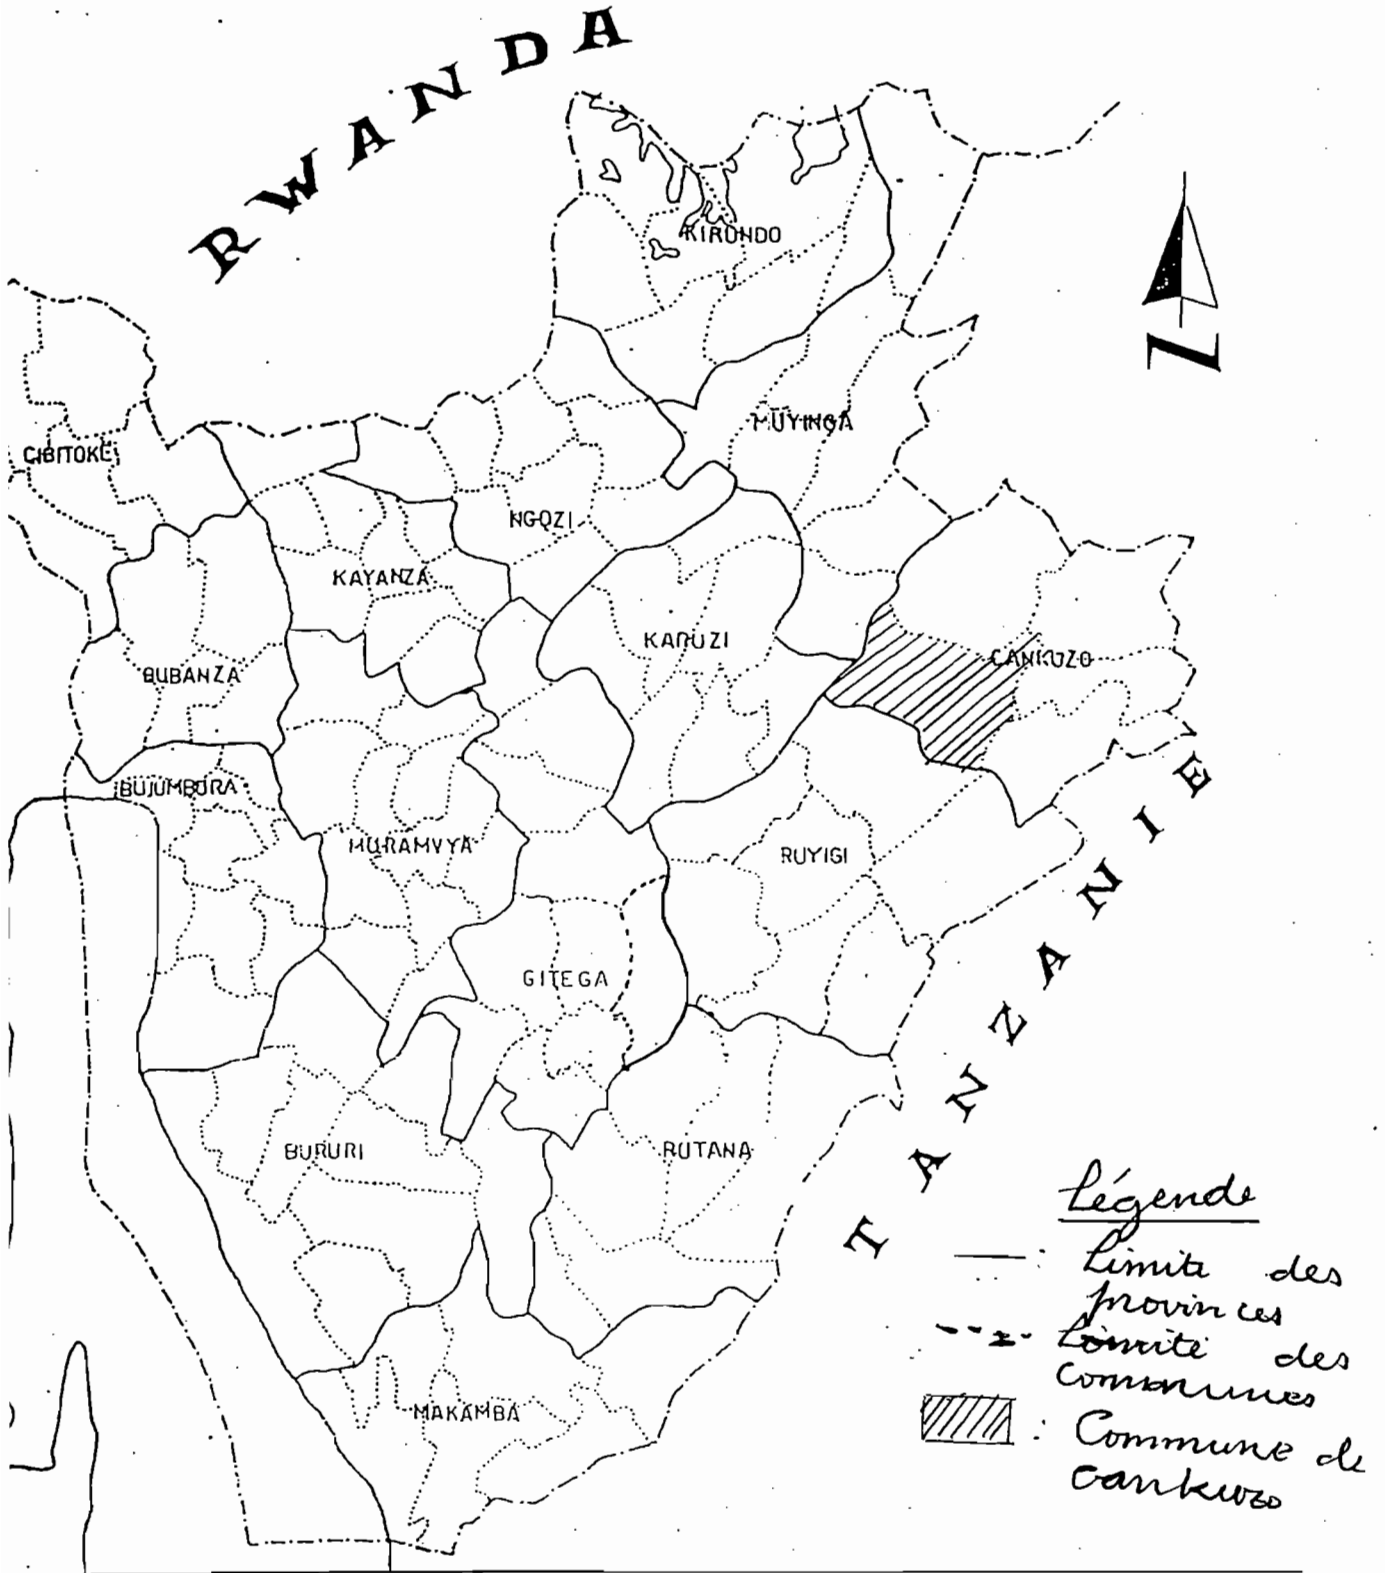 RWANDA
KIRUNDO
MUYINGA
CIBITOKE
NGOZI
KAYANZA
KARUZI
CANKUZO
BUBANZA
BUJUMBURA
MURAMVYA
RUYIGI
GITEGA
BURURI
RUTANA
MAKAMBA
TANZANIE
N
Légende
: Limite des
provinces
Limite des
Communes
: Commune de
Cankuzo